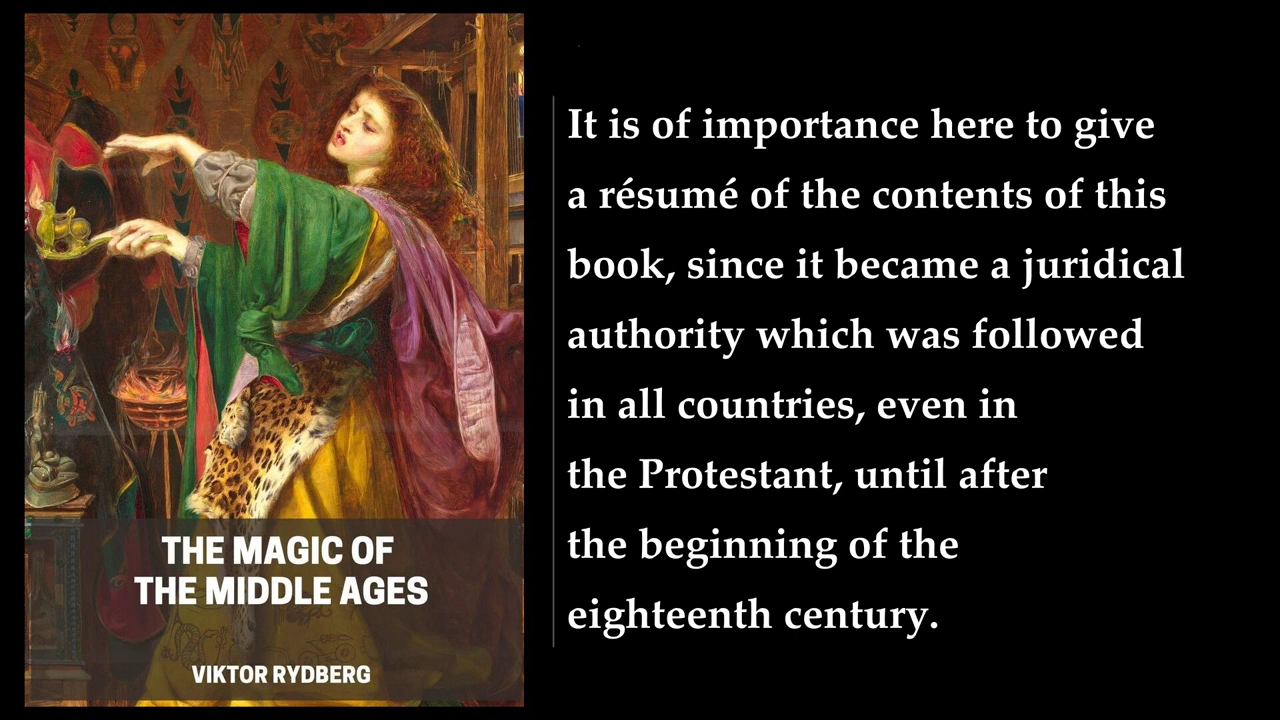 THE MAGIC OF
THE MIDDLE AGES
VIKTOR RYDBERG
It is of importance here to give
a résumé of the contents of this
book, since it became a juridical
authority which was followed
in all countries, even in
the Protestant, until after
the beginning of the
eighteenth century.